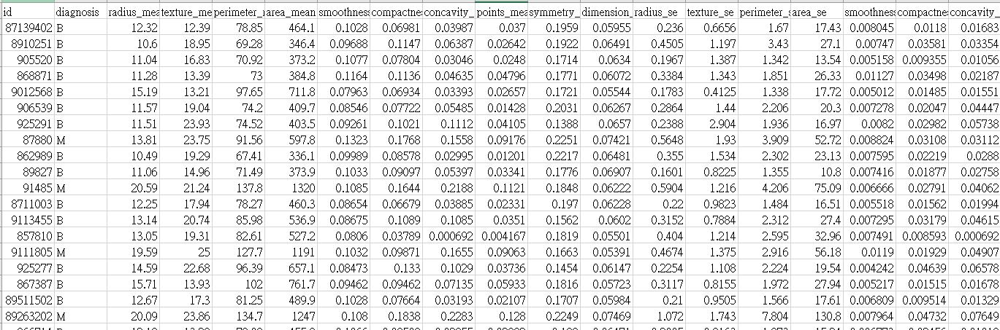 id diagnosis radius_mea texture_me perimeter_ area_mean smoothness compactne concavity_ points_mea symmetry_ dimension_ radius_se texture_se perimeter_s area_se smoothness compactne concavity_
87139402 B 12.32 12.39 78.85 464.1 0.1028 0.06981 0.03987 0.037 0.1959 0.05955 0.236 0.6656 1.67 17.43 0.008045 0.0118 0.01683
8910251 B 10.6 18.95 69.28 346.4 0.09688 0.1147 0.06387 0.02642 0.1922 0.06491 0.4505 1.197 3.43 27.1 0.00747 0.03581 0.03354
905520 B 11.04 16.83 70.92 373.2 0.1077 0.07804 0.03046 0.0248 0.1714 0.0634 0.1967 1.387 1.342 13.54 0.005158 0.009355 0.01056
868871 B 11.28 13.39 73 384.8 0.1164 0.1136 0.04635 0.04796 0.1771 0.06072 0.3384 1.343 1.851 26.33 0.01127 0.03498 0.02187
9012568 B 15.19 13.21 97.65 711.8 0.07963 0.06934 0.03393 0.02657 0.1721 0.05544 0.1783 0.4125 1.338 17.72 0.005012 0.01485 0.01551
906539 B 11.57 19.04 74.2 409.7 0.08546 0.07722 0.05485 0.01428 0.2031 0.06267 0.2864 1.44 2.206 20.3 0.007278 0.02047 0.04447
925291 B 11.51 23.93 74.52 403.5 0.09261 0.1021 0.1112 0.04105 0.1388 0.0657 0.2388 2.904 1.936 16.97 0.0082 0.02982 0.05738
87880 M 13.81 23.75 91.56 597.8 0.1323 0.1768 0.1558 0.09176 0.2251 0.07421 0.5648 1.93 3.909 52.72 0.008824 0.03108 0.03112
862989 B 10.49 19.29 67.41 336.1 0.09989 0.08578 0.02995 0.01201 0.2217 0.06481 0.355 1.534 2.302 23.13 0.007595 0.02219 0.0288
89827 B 11.06 14.96 71.49 373.9 0.1033 0.09097 0.05397 0.03341 0.1776 0.06907 0.1601 0.8225 1.355 10.8 0.007416 0.01877 0.02758
91485 M 20.59 21.24 137.8 1320 0.1085 0.1644 0.2188 0.1121 0.1848 0.06222 0.5904 1.216 4.206 75.09 0.006666 0.02791 0.04062
8711003 B 12.25 17.94 78.27 460.3 0.08654 0.06679 0.03885 0.02331 0.197 0.06228 0.22 0.9823 1.484 16.51 0.005518 0.01562 0.01994
9113455 B 13.14 20.74 85.98 536.9 0.08675 0.1089 0.1085 0.0351 0.1562 0.0602 0.3152 0.7884 2.312 27.4 0.007295 0.03179 0.04615
857810 B 13.05 19.31 82.61 527.2 0.0806 0.03789 0.000692 0.004167 0.1819 0.05501 0.404 1.214 2.595 32.96 0.007491 0.008593 0.000692
9111805 M 19.59 25 127.7 1191 0.1032 0.09871 0.1655 0.09063 0.1663 0.05391 0.4674 1.375 2.916 56.18 0.0119 0.01929 0.04907
925277 B 14.59 22.68 96.39 657.1 0.08473 0.133 0.1029 0.03736 0.1454 0.06147 0.2254 1.108 2.224 19.54 0.004242 0.04639 0.06578
867387 B 15.71 13.93 102 761.7 0.09462 0.09462 0.07135 0.05933 0.1816 0.05723 0.3117 0.8155 1.972 27.94 0.005217 0.01515 0.01678
89511502 B 12.67 17.3 81.25 489.9 0.1028 0.07664 0.03193 0.02107 0.1707 0.05984 0.21 0.9505 1.566 17.61 0.006809 0.009514 0.01329
89263202 M 20.09 23.86 134.7 1247 0.108 0.1838 0.2283 0.128 0.2249 0.07469 1.072 1.743 7.804 130.8 0.007964 0.04732 0.07649